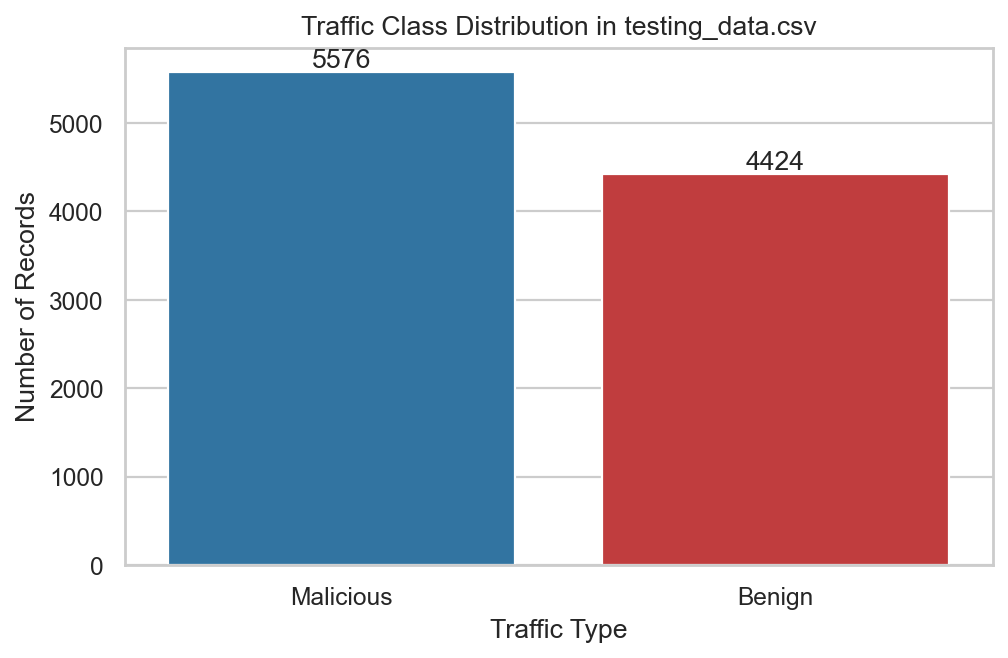 Traffic Class Distribution in testing_data.csv
5576
4424
5000
4000
3000
2000
1000
0
Number of Records
Malicious
Benign
Traffic Type